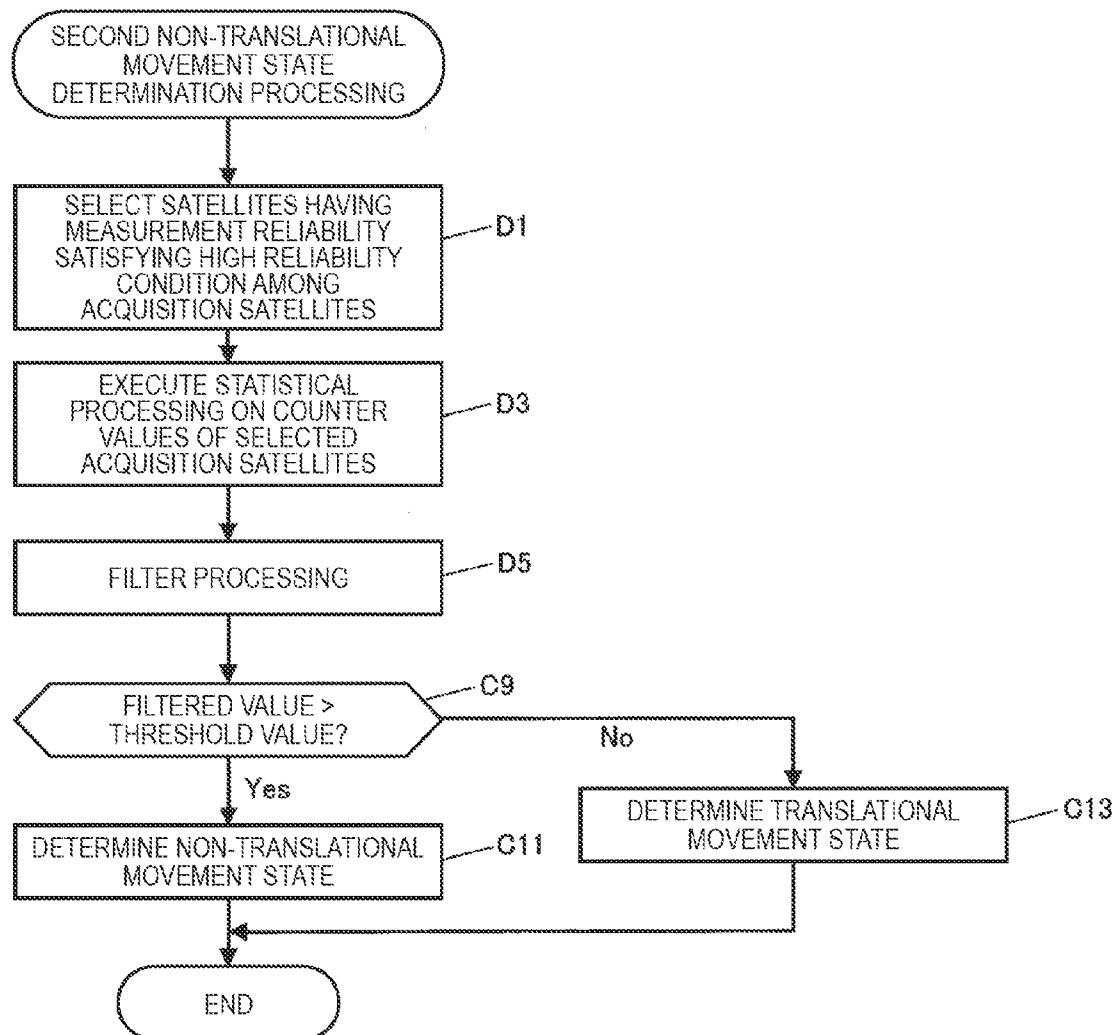 SECOND NON-TRANSLATIONAL
MOVEMENT STATE
DETERMINATION PROCESSING
SELECT SATELLITES HAVING
MEASUREMENT RELIABILITY
SATISFYING HIGH RELIABILITY
CONDITION AMONG
ACQUISITION SATELLITES
D1
EXECUTE STATISTICAL
PROCESSING ON COUNTER
VALUES OF SELECTED
ACQUISITION SATELLITES
D3
FILTER PROCESSING
D5
FILTERED VALUE >
THRESHOLD VALUE?
C9
No
Yes
DETERMINE NON-TRANSLATIONAL
MOVEMENT STATE
C11
DETERMINE TRANSLATIONAL
MOVEMENT STATE
C13
END